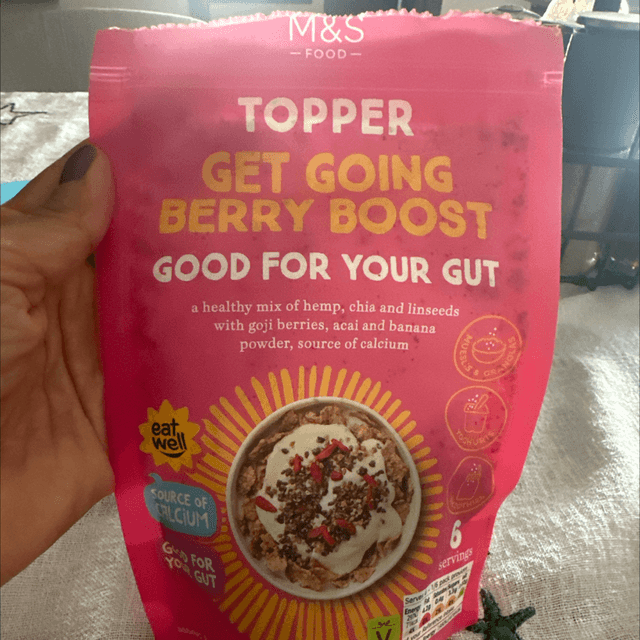 M&S
FOOD
TOPPER
GET GOING
BERRY BOOST
GOOD FOR YOUR GUT
a healthy mix of hemp, chia and linseeds
with goji berries, acai and banana
powder, source of calcium
eat
well
SOURCE OF
CALCIUM
GOOD FOR
YOUR GUT
6
servings
V